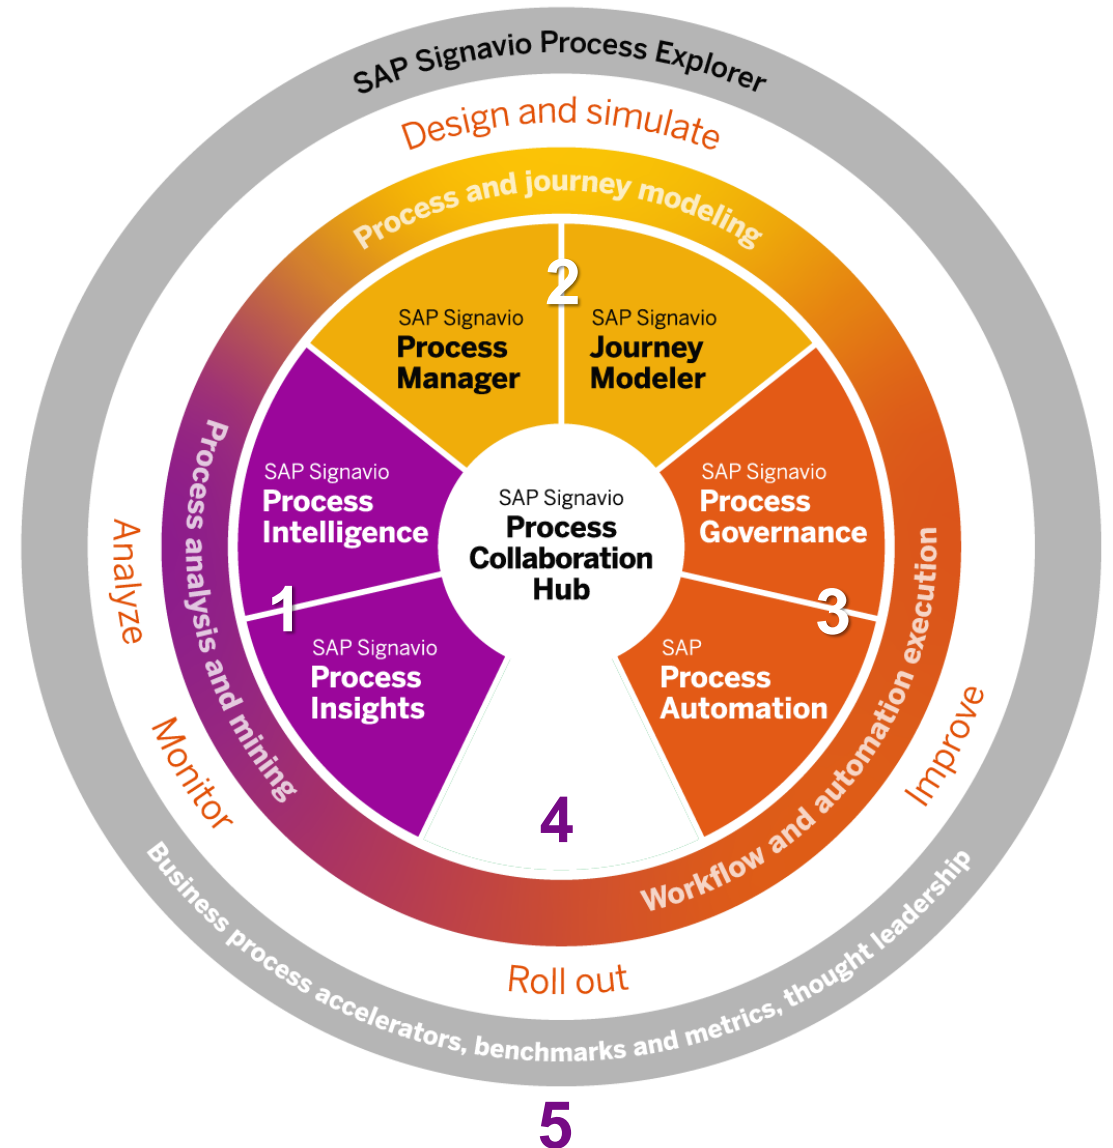 SAP Signavio Process Explorer
Design and simulate
Process and journey modeling
2
SAP Signavio
Process
Manager
SAP Signavio
Journey
Modeler
SAP Signavio
Process
Intelligence
SAP Signavio
Process
Collaboration
Hub
SAP Signavio
Process
Governance
Process analysis and mining
Analyze
1
3
SAP Signavio
Process
Insights
SAP
Process
Automation
Workflow and automation execution
Monitor
Improve
4
Roll out
Business process accelerators, benchmarks and metrics, thought leadership
5